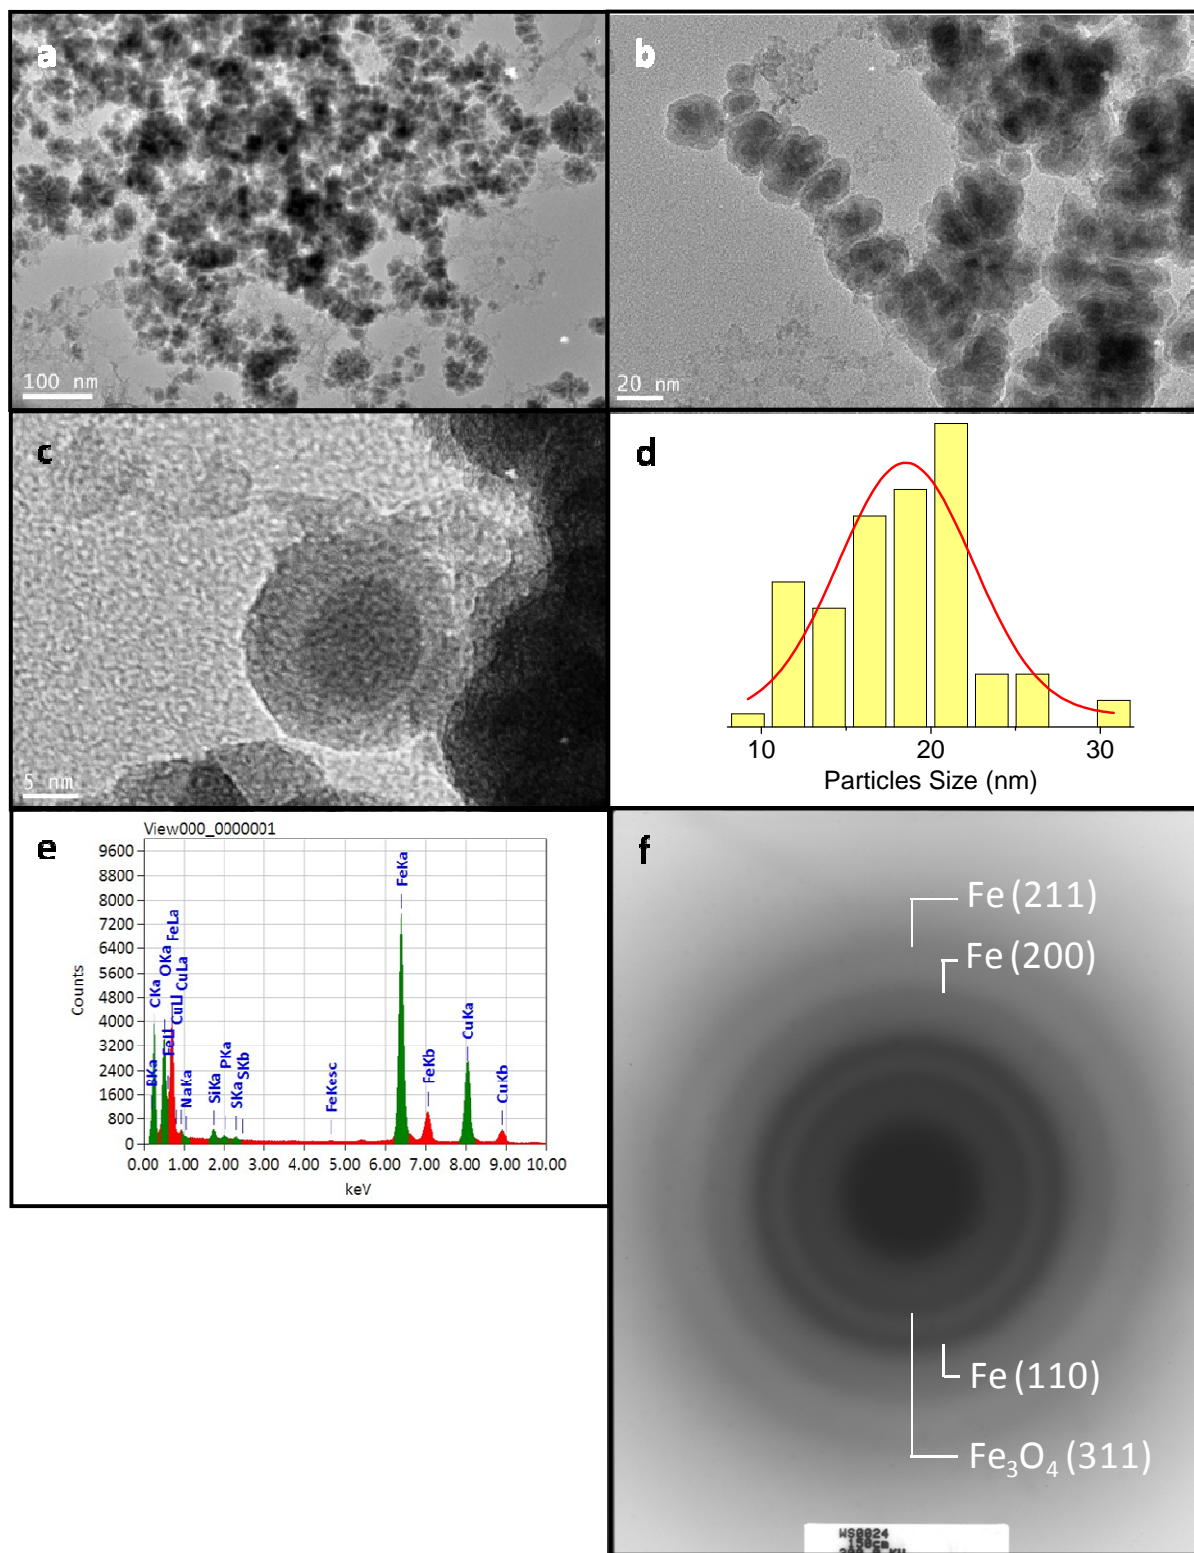 a
100 nm
b
20 nm
c
5 nm
d
10 20 30
Particles Size (nm)
e
View000_0000001
Counts
9600
8800
8000
7200
6400
5600
4800
4000
3200
2400
1600
800
0
BKa
CKa
OKa
FeLl
FeLa
CuLl
CuLa
NaKa
SiKa
PKa
SKa
SKb
FeKesc
FeKa
FeKb
CuKa
CuKb
0.00 1.00 2.00 3.00 4.00 5.00 6.00 7.00 8.00 9.00 10.00
keV
f
Fe (211)
Fe (200)
Fe (110)
Fe₃O₄ (311)
WS0024
150cm